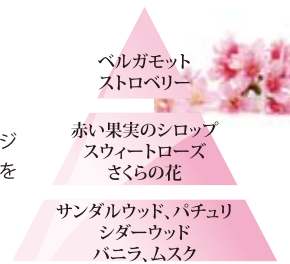 ベルガモット
ストロベリー
赤い果実のシロップ
スウィートローズ
さくらの花
ジ
を
サンダルウッド、パチュリ
シダーウッド
バニラ、ムスク